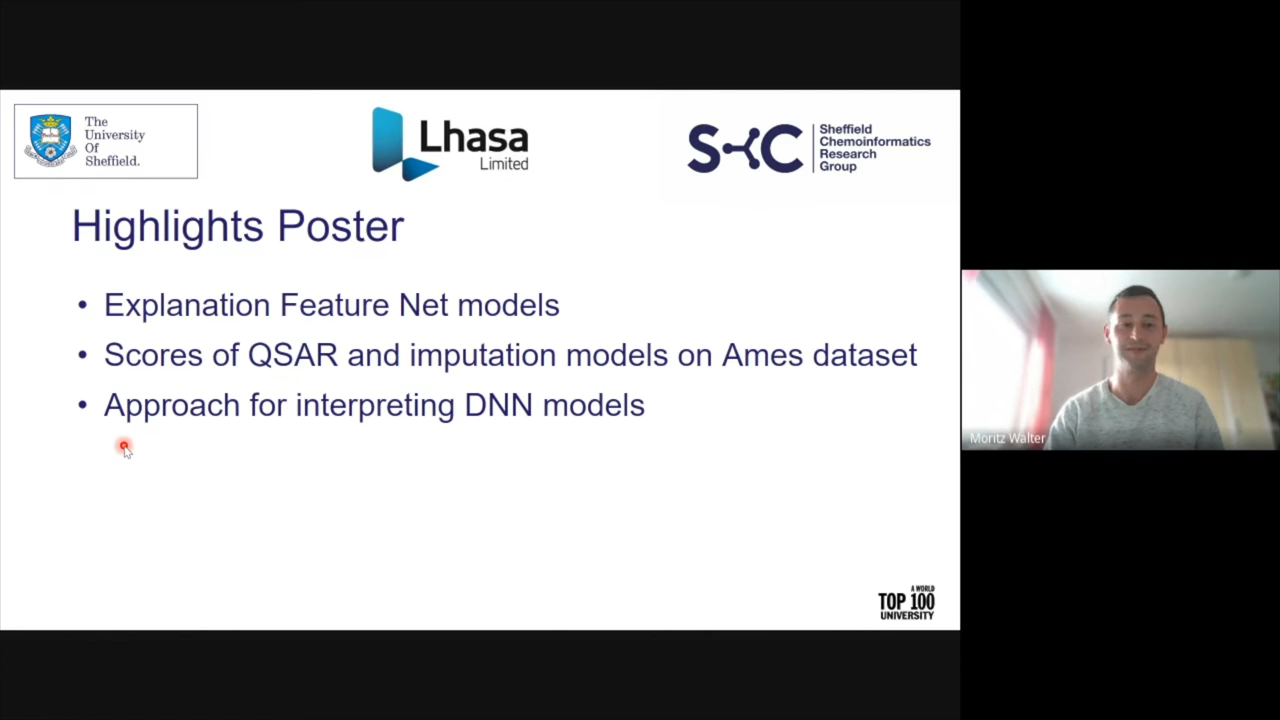 The
University
Of
Sheffield.
Lhasa
Limited
SHC
Sheffield
Chemoinformatics
Research
Group
Highlights Poster
• Explanation Feature Net models
• Scores of QSAR and imputation models on Ames dataset
• Approach for interpreting DNN models
Moritz Walter
A WORLD
TOP 100
UNIVERSITY